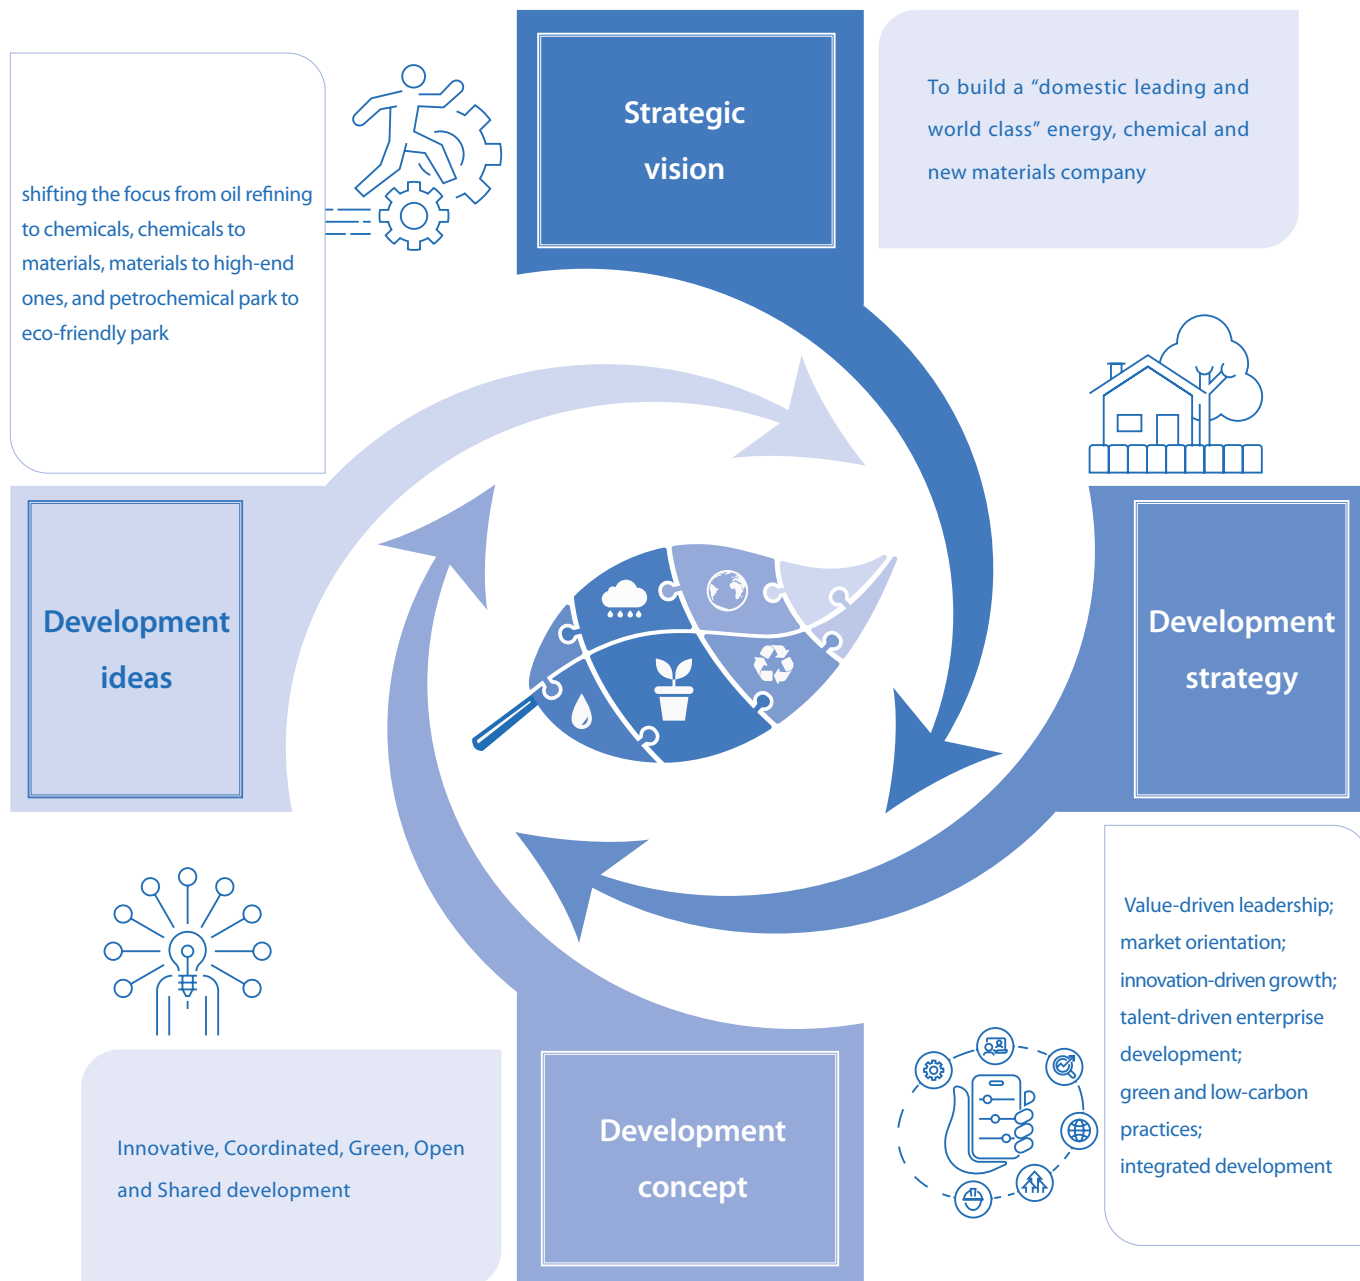 Strategic
vision
To build a “domestic leading and
world class” energy, chemical and
new materials company
shifting the focus from oil refining
to chemicals, chemicals to
materials, materials to high-end
ones, and petrochemical park to
eco-friendly park
Development
ideas
Development
strategy
Value-driven leadership;
market orientation;
innovation-driven growth;
talent-driven enterprise
development;
green and low-carbon
practices;
integrated development
Innovative, Coordinated, Green, Open
and Shared development
Development
concept